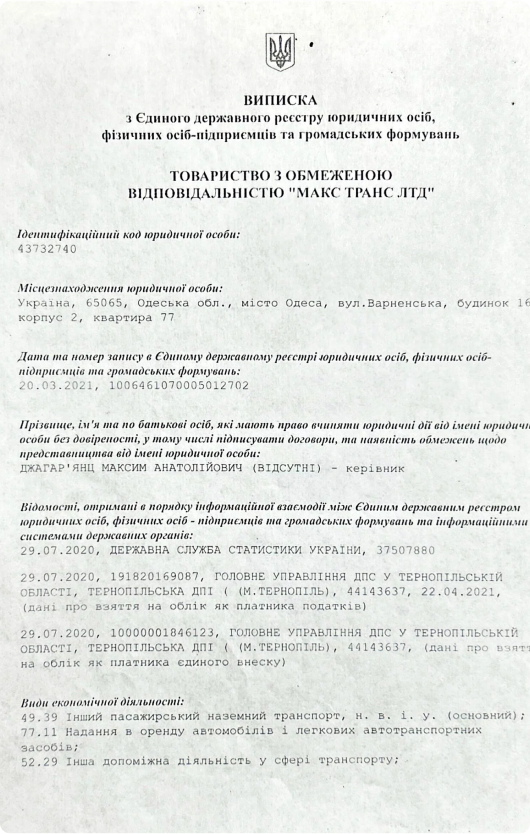 ВИПИСКА
з Єдиного державного реєстру юридичних осіб,
фізичних осіб-підприємців та громадських формувань
ТОВАРИСТВО З ОБМЕЖЕНОЮ
ВІДПОВІДАЛЬНІСТЮ "МАКС ТРАНС ЛТД"
Ідентифікаційний код юридичної особи:
43732740
Місцезнаходження юридичної особи:
Україна, 65065, Одеська обл., місто Одеса, вул.Варненська, будинок 16
корпус 2, квартира 77
Дата та номер запису в Єдиному державному реєстрі юридичних осіб, фізичних осіб-
підприємців та громадських формувань:
20.03.2021, 1006461070005012702
Прізвище, ім'я та по батькові осіб, які мають право вчиняти юридичні дії від імені юридичн
особи без довіреності, у тому числі підписувати договори, та наявність обмежень щодо
представництва від імені юридичної особи:
ДЖАГАР'ЯНЦ МАКСИМ АНАТОЛІЙОВИЧ (ВІДСУТНІ) - керівник
Відомості, отримані в порядку інформаційної взаємодії між Єдиним державним реєстром
юридичних осіб, фізичних осіб - підприємців та громадських формувань та інформаційними
системами державних органів:
29.07.2020, ДЕРЖАВНА СЛУЖБА СТАТИСТИКИ УКРАЇНИ, 37507880
29.07.2020, 191820169087, ГОЛОВНЕ УПРАВЛІННЯ ДПС У ТЕРНОПІЛЬСЬКІЙ
ОБЛАСТІ, ТЕРНОПІЛЬСЬКА ДПІ ( (М.ТЕРНОПІЛЬ), 44143637, 22.04.2021,
(дані про взяття на облік як платника податків)
29.07.2020, 10000001846123, ГОЛОВНЕ УПРАВЛІННЯ ДПС У ТЕРНОПІЛЬСЬКІЙ
ОБЛАСТІ, ТЕРНОПІЛЬСЬКА ДПІ ( (М.ТЕРНОПІЛЬ), 44143637, (дані про взят
на облік як платника єдиного внеску)
Види економічної діяльності:
49.39 Інший пасажирський наземний транспорт, н. в. і. у. (основний);
77.11 Надання в оренду автомобілів і легкових автотранспортних
засобів;
52.29 Інша допоміжна діяльність у сфері транспорту;